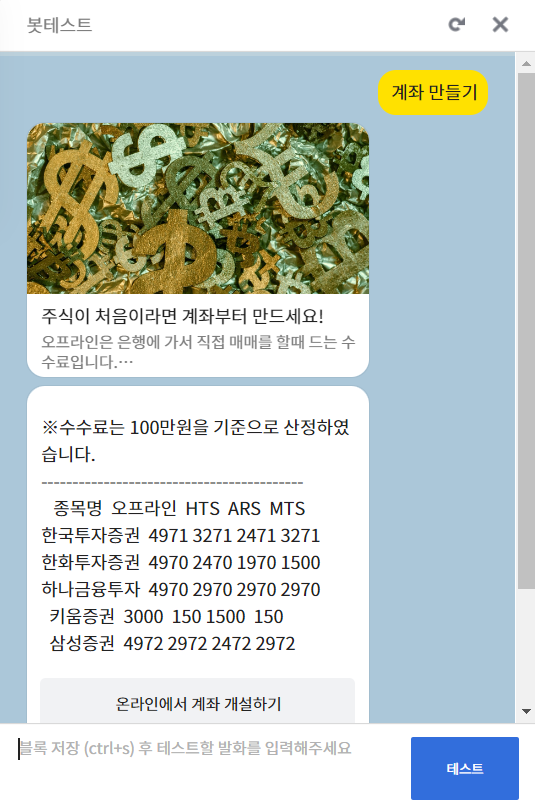 봇테스트
계좌 만들기
주식이 처음이라면 계좌부터 만드세요!
오프라인은 은행에 가서 직접 매매를 할때 드는 수
수료입니다.⋯
※수수료는 100만원을 기준으로 산정하였
습니다.
------------------------------------------
종목명 오프라인 HTS ARS MTS
한국투자증권 4971 3271 2471 3271
한화투자증권 4970 2470 1970 1500
하나금융투자 4970 2970 2970 2970
키움증권 3000 150 1500 150
삼성증권 4972 2972 2472 2972
온라인에서 계좌 개설하기
블록 저장 (ctrl+s) 후 테스트할 발화를 입력해주세요
테스트